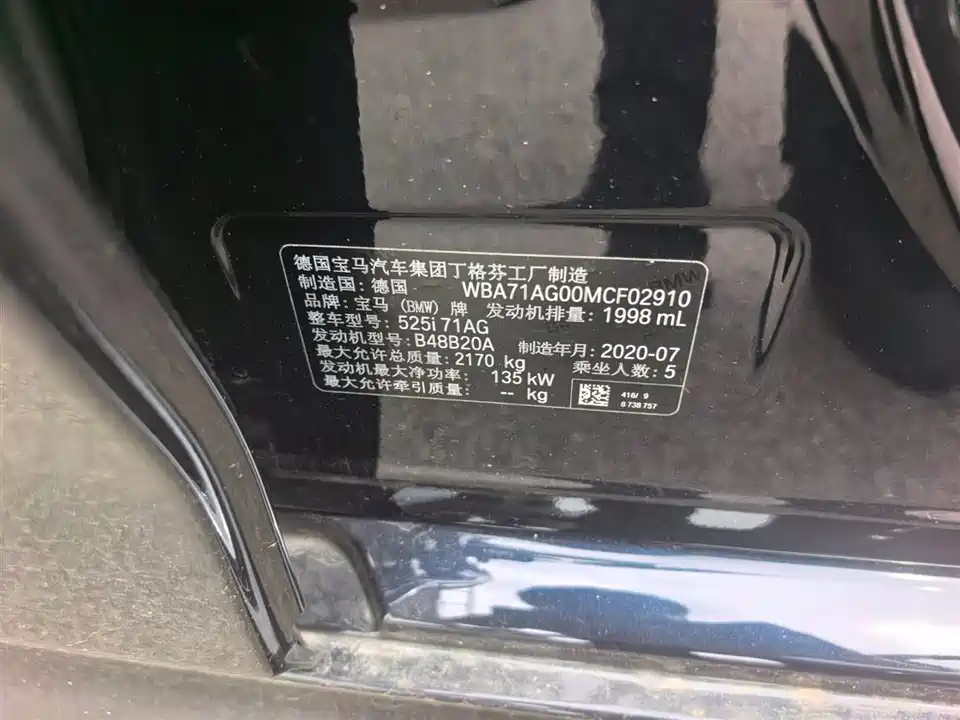 德国宝马汽车集团丁格芬工厂制造
制造国：德国 WBA71AG00MCF02910
品牌：宝马 (BMW) 牌 发动机排量：1998 mL
整车型号：525i 71AG
发动机型号：B48B20A 制造年月：2020-07
最大允许总质量：2170 kg 乘坐人数：5
发动机最大净功率： 135 kW
最大允许牵引质量： -- kg
416/ 9
8 738 757